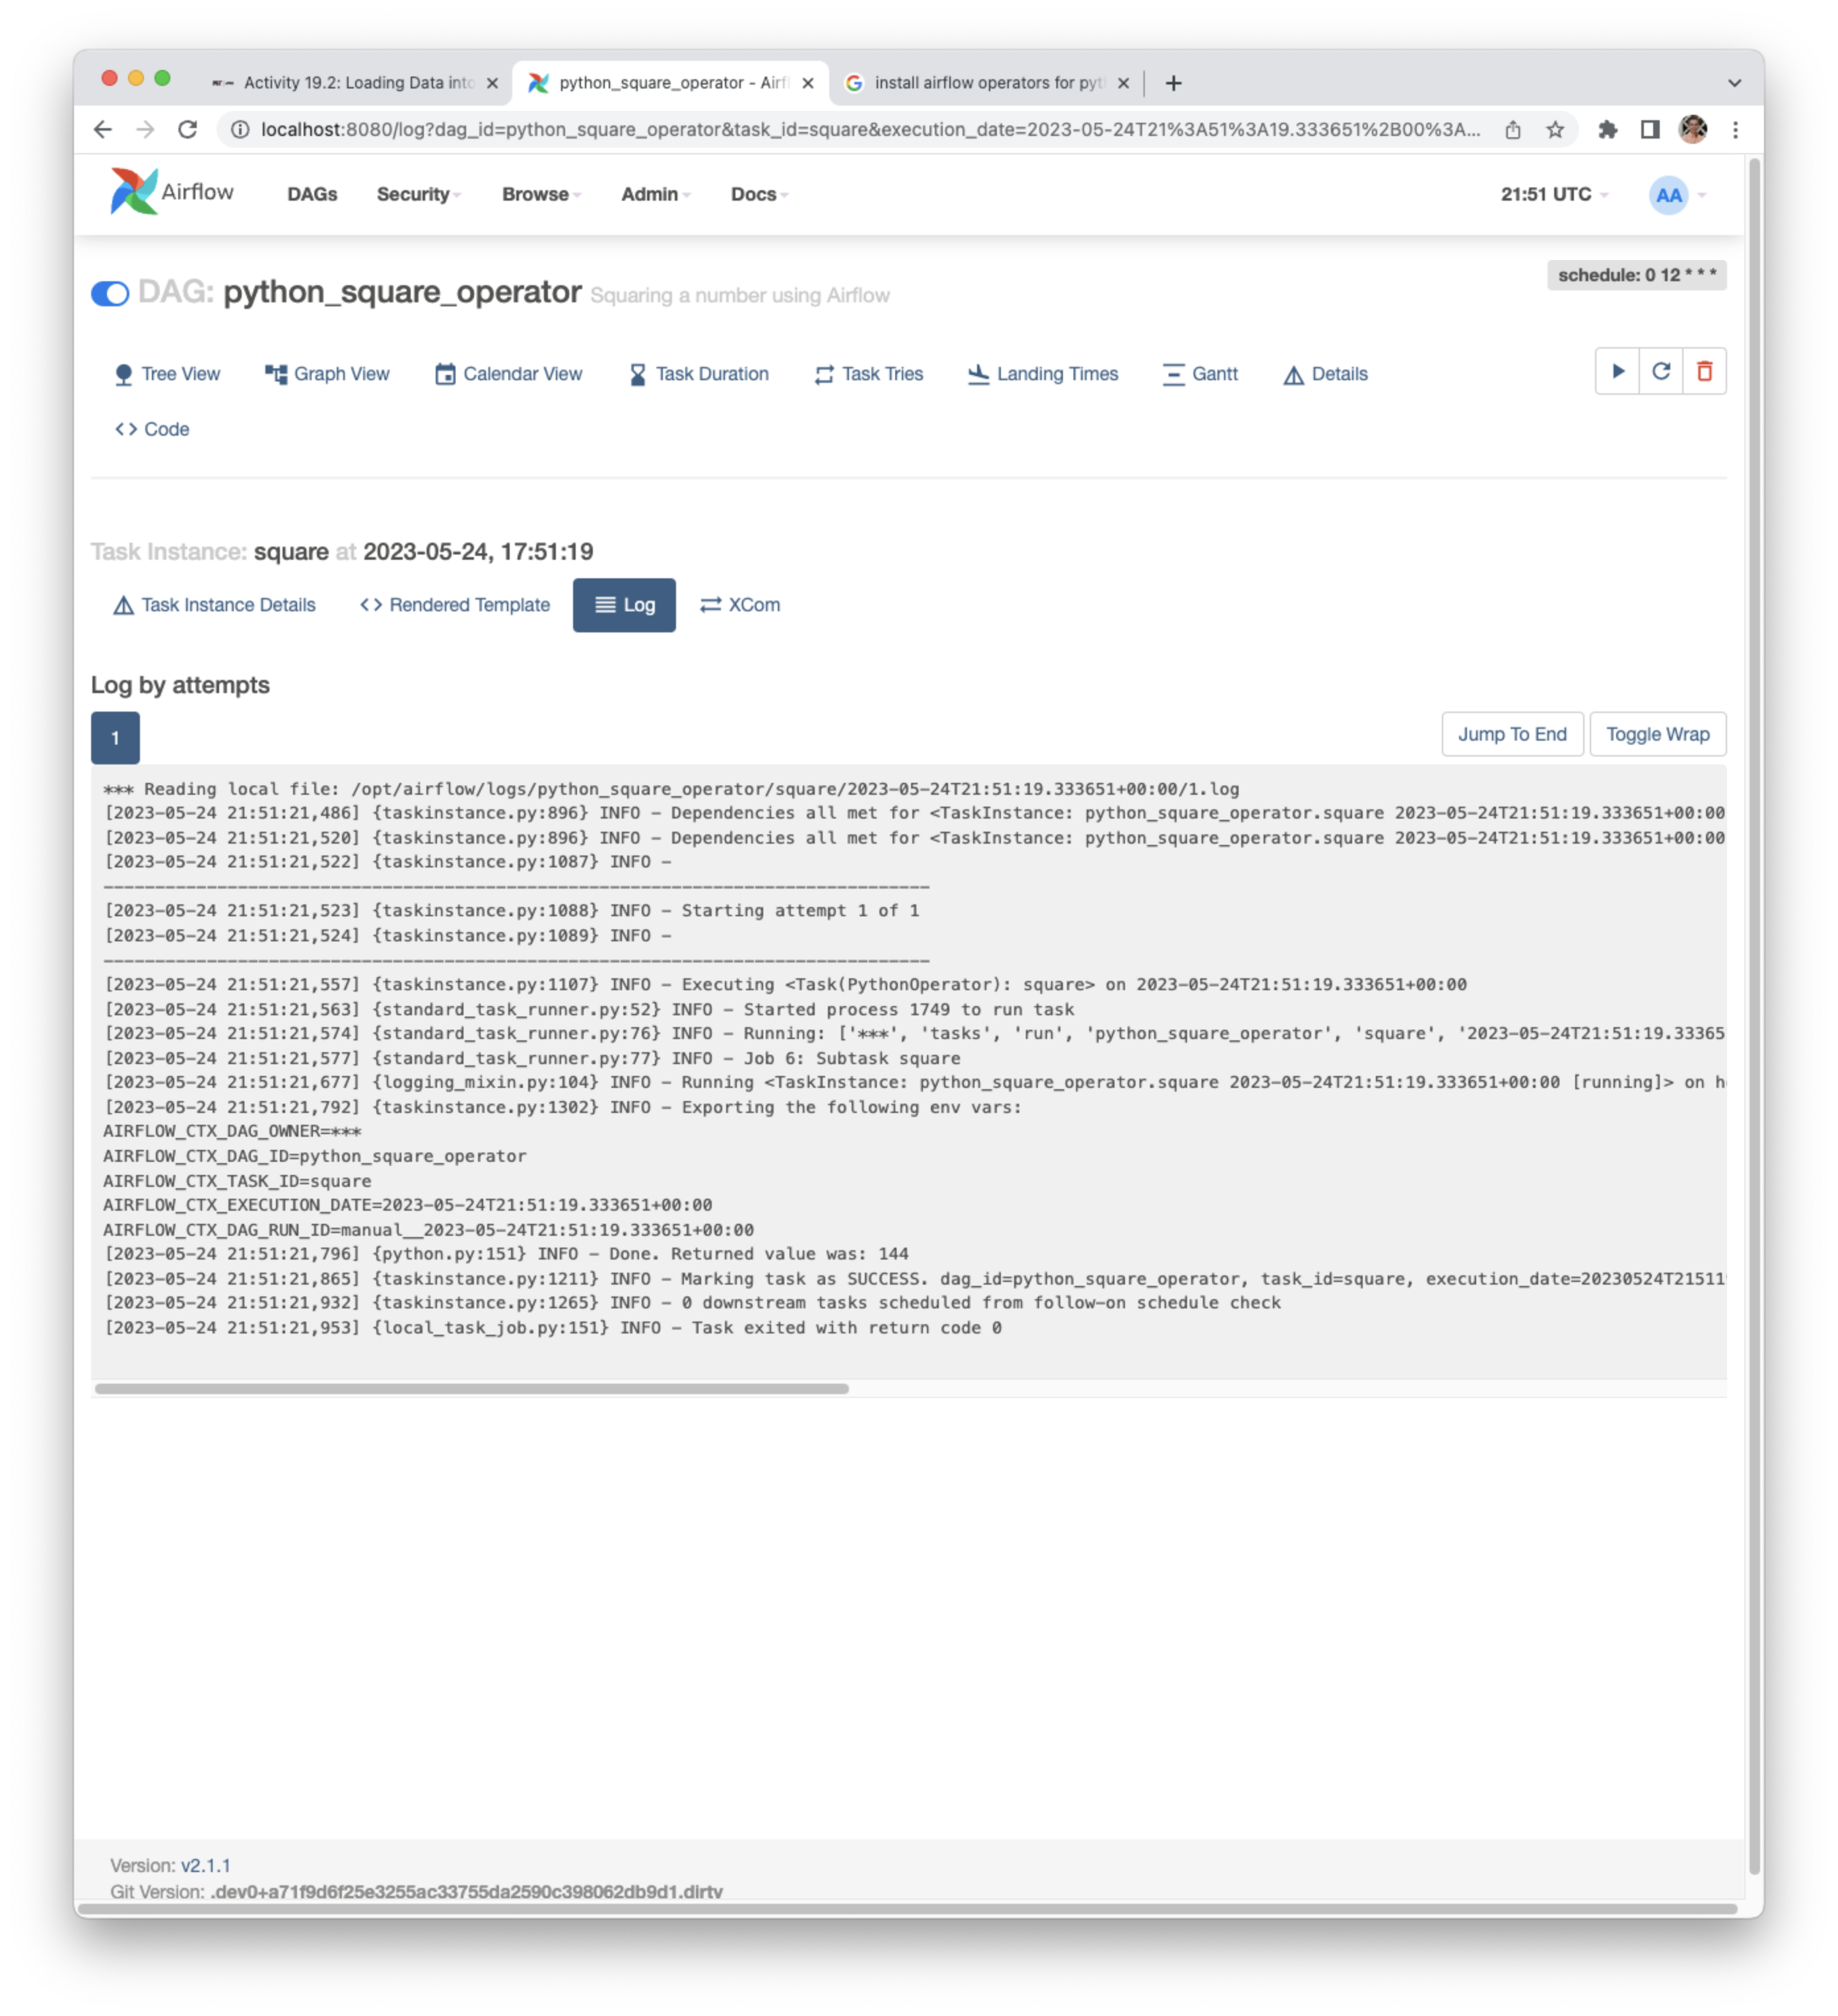 Activity 19.2: Loading Data into
python_square_operator - Airfl
install airflow operators for pyt
localhost:8080/log?dag_id=python_square_operator&task_id=square&execution_date=2023-05-24T21%3A51%3A19.333651%2B00%3A...
Airflow DAGs Security Browse Admin Docs 21:51 UTC AA
schedule: 0 12 * * *
DAG: python_square_operator Squaring a number using Airflow
Tree View Graph View Calendar View Task Duration Task Tries Landing Times Gantt Details
<> Code
Task Instance: square at 2023-05-24, 17:51:19
Task Instance Details <> Rendered Template Log XCom
Log by attempts
1 Jump To End Toggle Wrap
*** Reading local file: /opt/airflow/logs/python_square_operator/square/2023-05-24T21:51:19.333651+00:00/1.log
[2023-05-24 21:51:21,486] {taskinstance.py:896} INFO - Dependencies all met for <TaskInstance: python_square_operator.square 2023-05-24T21:51:19.333651+00:00
[2023-05-24 21:51:21,520] {taskinstance.py:896} INFO - Dependencies all met for <TaskInstance: python_square_operator.square 2023-05-24T21:51:19.333651+00:00
[2023-05-24 21:51:21,522] {taskinstance.py:1087} INFO -
--------------------------------------------------------------------------------
[2023-05-24 21:51:21,523] {taskinstance.py:1088} INFO - Starting attempt 1 of 1
[2023-05-24 21:51:21,524] {taskinstance.py:1089} INFO -
--------------------------------------------------------------------------------
[2023-05-24 21:51:21,557] {taskinstance.py:1107} INFO - Executing <Task(PythonOperator): square> on 2023-05-24T21:51:19.333651+00:00
[2023-05-24 21:51:21,563] {standard_task_runner.py:52} INFO - Started process 1749 to run task
[2023-05-24 21:51:21,574] {standard_task_runner.py:76} INFO - Running: ['***', 'tasks', 'run', 'python_square_operator', 'square', '2023-05-24T21:51:19.33365
[2023-05-24 21:51:21,577] {standard_task_runner.py:77} INFO - Job 6: Subtask square
[2023-05-24 21:51:21,677] {logging_mixin.py:104} INFO - Running <TaskInstance: python_square_operator.square 2023-05-24T21:51:19.333651+00:00 [running]> on h
[2023-05-24 21:51:21,792] {taskinstance.py:1302} INFO - Exporting the following env vars:
AIRFLOW_CTX_DAG_OWNER=***
AIRFLOW_CTX_DAG_ID=python_square_operator
AIRFLOW_CTX_TASK_ID=square
AIRFLOW_CTX_EXECUTION_DATE=2023-05-24T21:51:19.333651+00:00
AIRFLOW_CTX_DAG_RUN_ID=manual__2023-05-24T21:51:19.333651+00:00
[2023-05-24 21:51:21,796] {python.py:151} INFO - Done. Returned value was: 144
[2023-05-24 21:51:21,865] {taskinstance.py:1211} INFO - Marking task as SUCCESS. dag_id=python_square_operator, task_id=square, execution_date=20230524T21511
[2023-05-24 21:51:21,932] {taskinstance.py:1265} INFO - 0 downstream tasks scheduled from follow-on schedule check
[2023-05-24 21:51:21,953] {local_task_job.py:151} INFO - Task exited with return code 0
Version: v2.1.1
Git Version: .dev0+a71f9d6f25e3255ac33755da2590c398062db9d1.dirty